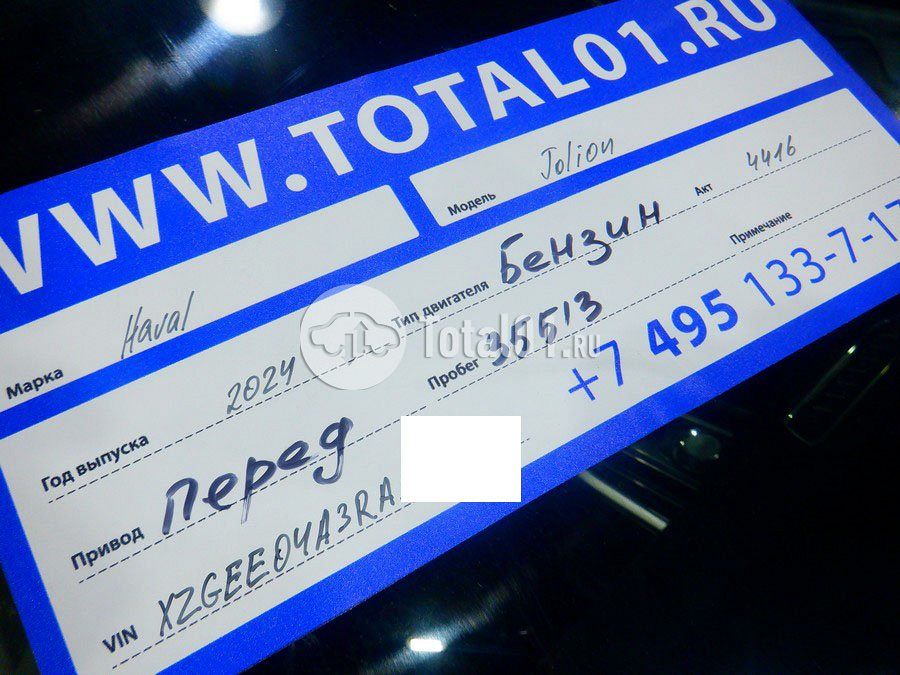 WWW.TOTAL01.RU
Марка Haval Модель Jolion
Год выпуска 2024 Тип двигателя Бензин Акт 4416
Привод перед Пробег 35513 Примечание
VIN XZGEE04A3RA
+7 495 133-7-17
Total01.RU